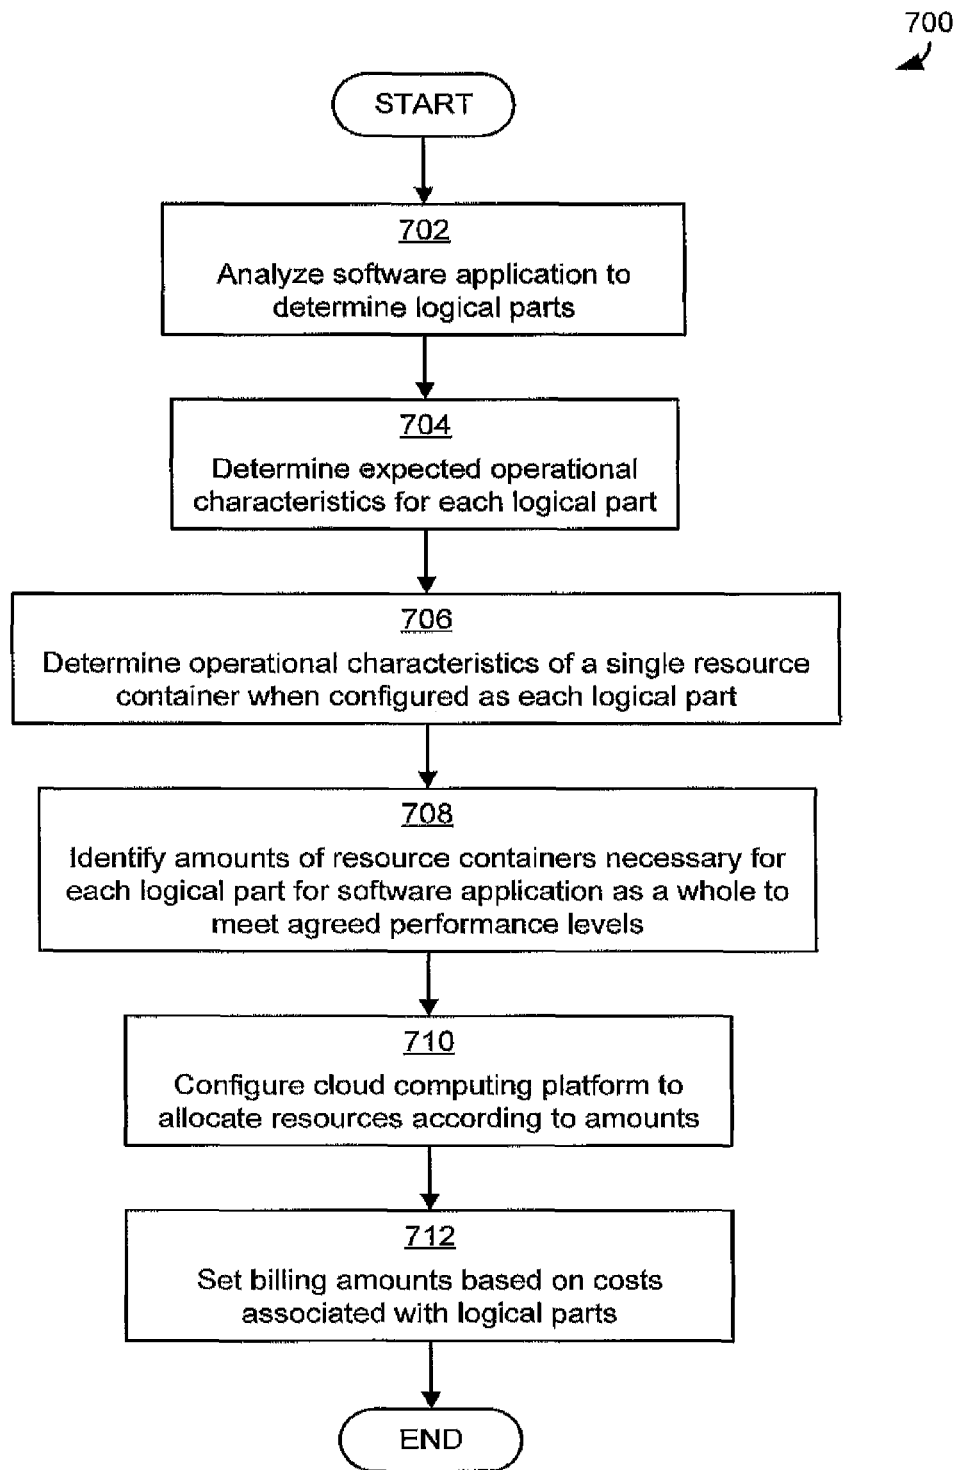 700
START
702
Analyze software application to
determine logical parts
704
Determine expected operational
characteristics for each logical part
706
Determine operational characteristics of a single resource
container when configured as each logical part
708
Identify amounts of resource containers necessary for
each logical part for software application as a whole to
meet agreed performance levels
710
Configure cloud computing platform to
allocate resources according to amounts
712
Set billing amounts based on costs
associated with logical parts
END